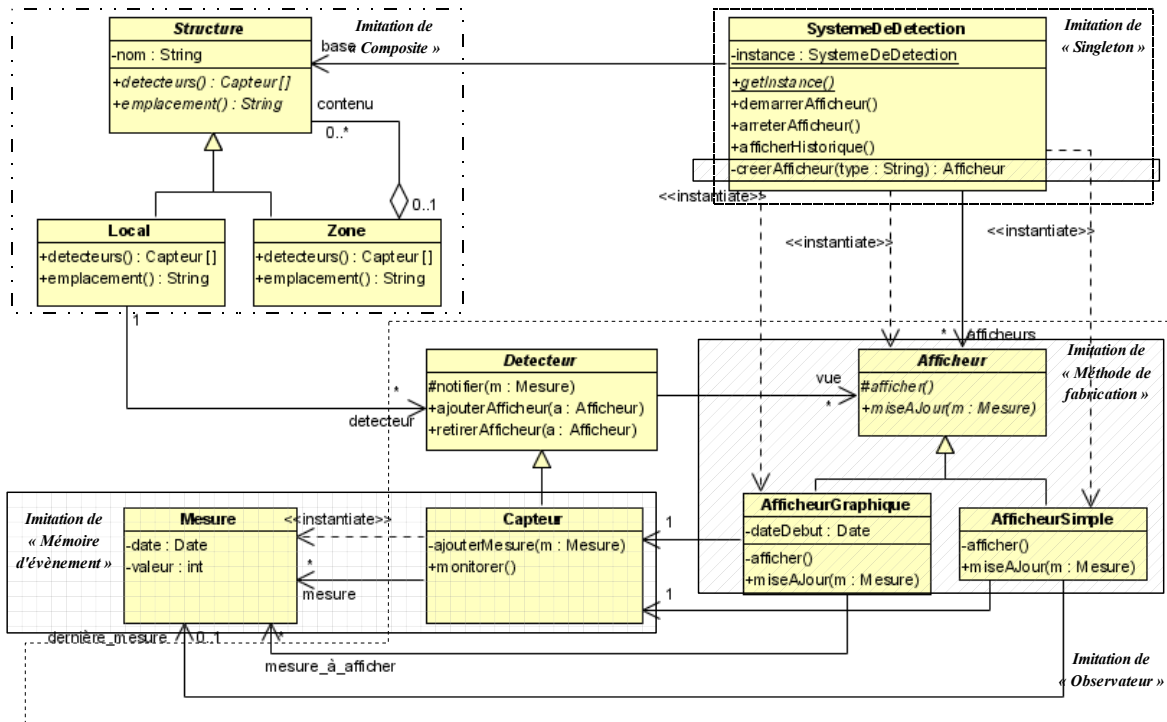 Structure
-nom : String
+detecteurs() : Capteur[]
+emplacement() : String
Imitation de
« Composite »
base
contenu
0..*
0..1
Local
+detecteurs() : Capteur[]
+emplacement() : String
Zone
+detecteurs() : Capteur[]
+emplacement() : String
SystemeDeDetection
-instance : SystemeDeDetection
+getInstance()
+demarrerAfficheur()
+arreterAfficheur()
+afficherHistorique()
-creerAfficheur(type : String) : Afficheur
Imitation de
« Singleton »
<<instantiate>>
<<instantiate>>
<<instantiate>>
1
*
detecteur
Detecteur
#notifier(m : Mesure)
+ajouterAfficheur(a : Afficheur)
+retirerAfficheur(a : Afficheur)
vue
*
* afficheurs
Afficheur
#afficher()
+miseAJour(m : Mesure)
Imitation de
« Méthode de
fabrication »
Imitation de
« Mémoire
d'évènement »
Mesure
-date : Date
-valeur : int
<<instantiate>>
*
mesure
Capteur
-ajouterMesure(m : Mesure)
+monitorer()
1
1
AfficheurGraphique
-dateDebut : Date
-afficher()
+miseAJour(m : Mesure)
AfficheurSimple
-afficher()
+miseAJour(m : Mesure)
dernière_mesure
0..1
*
mesure_à_afficher
Imitation de
« Observateur »